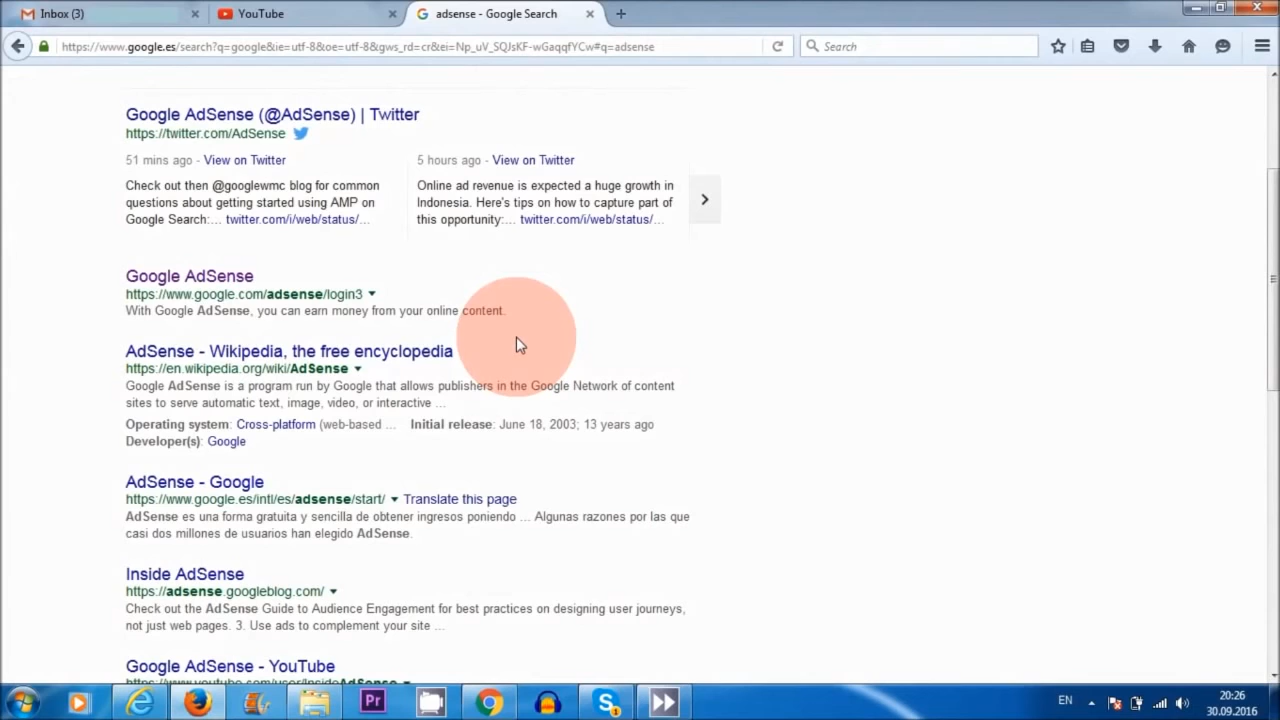 Inbox (3)
YouTube
adsense - Google Search
https://www.google.es/search?q=google&ie=utf-8&oe=utf-8&gws_rd=cr&ei=Np_uV_SQJsKF-wGaqqfYCw#q=adsense
Search
Google AdSense (@AdSense) | Twitter
https://twitter.com/AdSense
51 mins ago - View on Twitter
Check out then @googlewmc blog for common
questions about getting started using AMP on
Google Search:... twitter.com/i/web/status/...
5 hours ago - View on Twitter
Online ad revenue is expected a huge growth in
Indonesia. Here's tips on how to capture part of
this opportunity:... twitter.com/i/web/status/...
Google AdSense
https://www.google.com/adsense/login3
With Google AdSense, you can earn money from your online content.
AdSense - Wikipedia, the free encyclopedia
https://en.wikipedia.org/wiki/AdSense
Google AdSense is a program run by Google that allows publishers in the Google Network of content
sites to serve automatic text, image, video, or interactive ...
Operating system: Cross-platform (web-based ... Initial release: June 18, 2003; 13 years ago
Developer(s): Google
AdSense - Google
https://www.google.es/intl/es/adsense/start/ Translate this page
AdSense es una forma gratuita y sencilla de obtener ingresos poniendo ... Algunas razones por las que
casi dos millones de usuarios han elegido AdSense.
Inside AdSense
https://adsense.googleblog.com/
Check out the AdSense Guide to Audience Engagement for best practices on designing user journeys,
not just web pages. 3. Use ads to complement your site ...
Google AdSense - YouTube
https://www.youtube.com/user/InsideAdSense
Pr
S
1
EN
20:26
30.09.2016